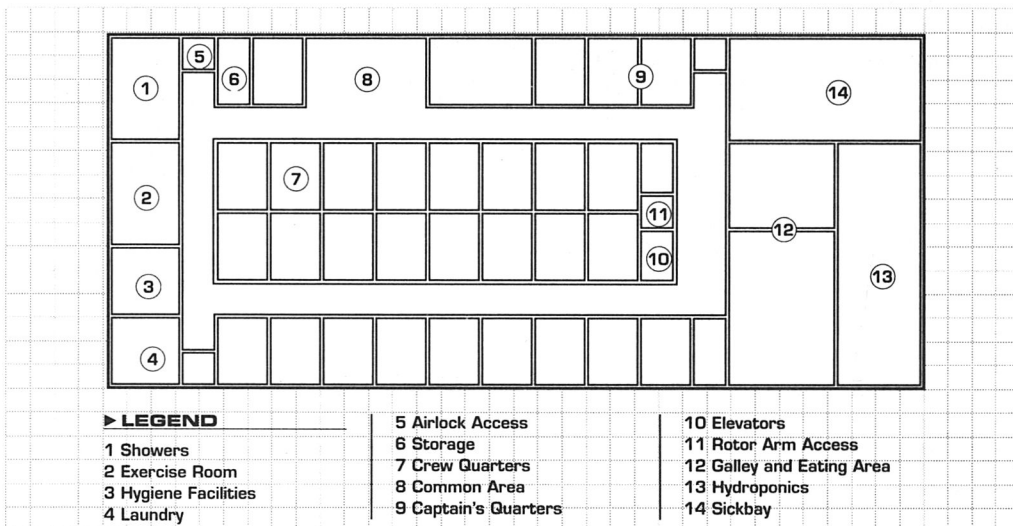 5
1
6
8
9
14
7
2
11
12
10
3
13
4
▶ LEGEND
1 Showers
2 Exercise Room
3 Hygiene Facilities
4 Laundry
5 Airlock Access
6 Storage
7 Crew Quarters
8 Common Area
9 Captain's Quarters
10 Elevators
11 Rotor Arm Access
12 Galley and Eating Area
13 Hydroponics
14 Sickbay